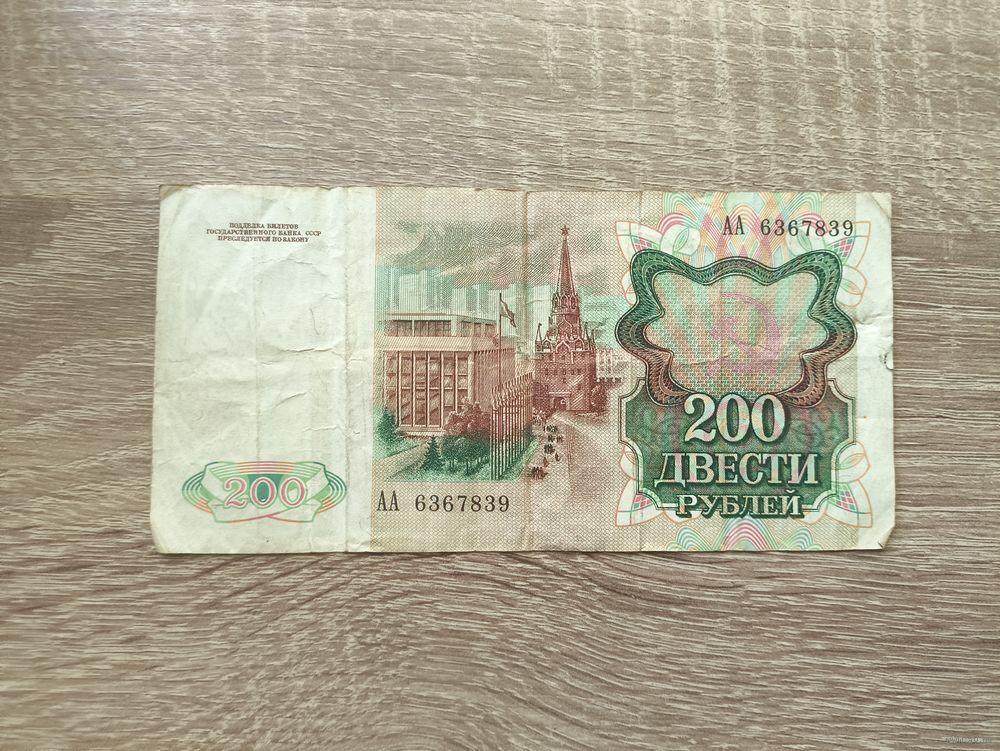 ПОДДЕЛКА БИЛЕТОВ
ГОСУДАРСТВЕННОГО БАНКА СССР
ПРЕСЛЕДУЕТСЯ ПО ЗАКОНУ
АА 6367839
200
ДВЕСТИ
РУБЛЕЙ
200
АА 6367839